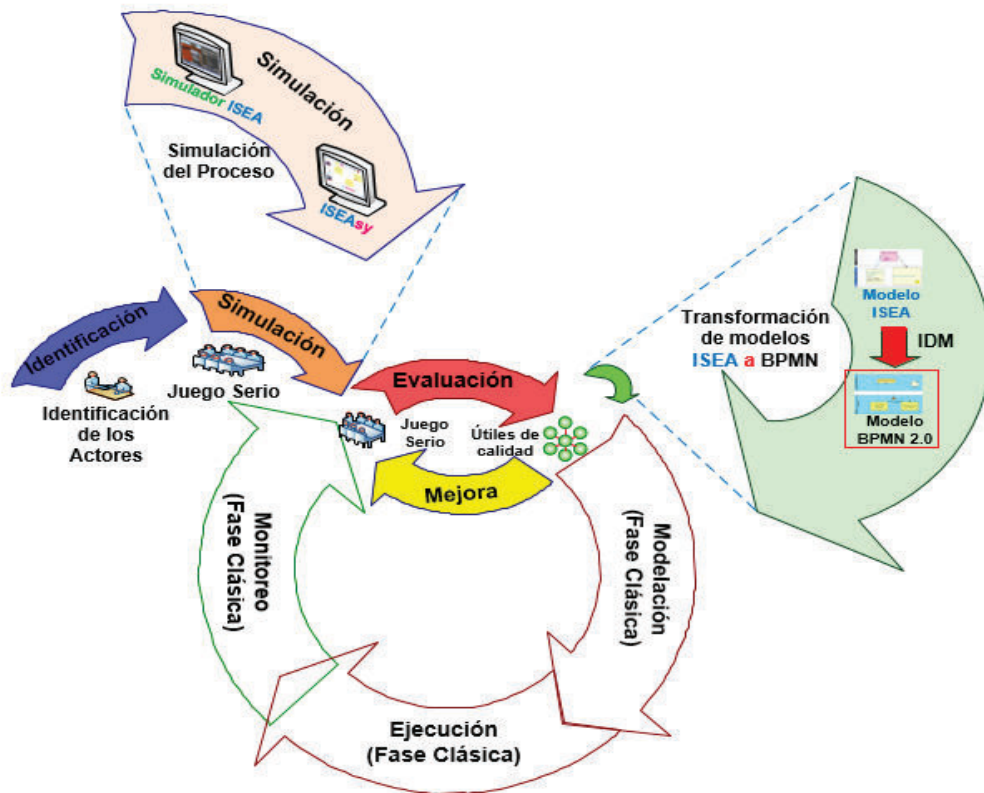 Simulación
Simulador ISEA
Simulación
del Proceso
ISEAsy
Identificación
Identificación
de los
Actores
Simulación
Juego Serio
Evaluación
Juego
Serio
Útiles de
calidad
Mejora
Transformación
de modelos
ISEA a BPMN
Modelo
ISEA
IDM
Modelo
BPMN 2.0
Monitoreo
(Fase Clásica)
Modelación
(Fase Clásica)
Ejecución
(Fase Clásica)